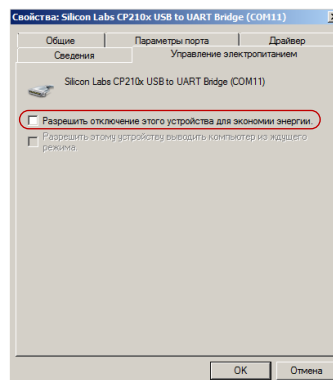 Свойства: Silicon Labs CP210x USB to UART Bridge (COM11)
Общие Параметры порта Драйвер
Сведения Управление электропитанием
Silicon Labs CP210x USB to UART Bridge (COM11)
Разрешить отключение этого устройства для экономии энергии.
Разрешить этому устройству выводить компьютер из ждущего
режима.
OK Отмена